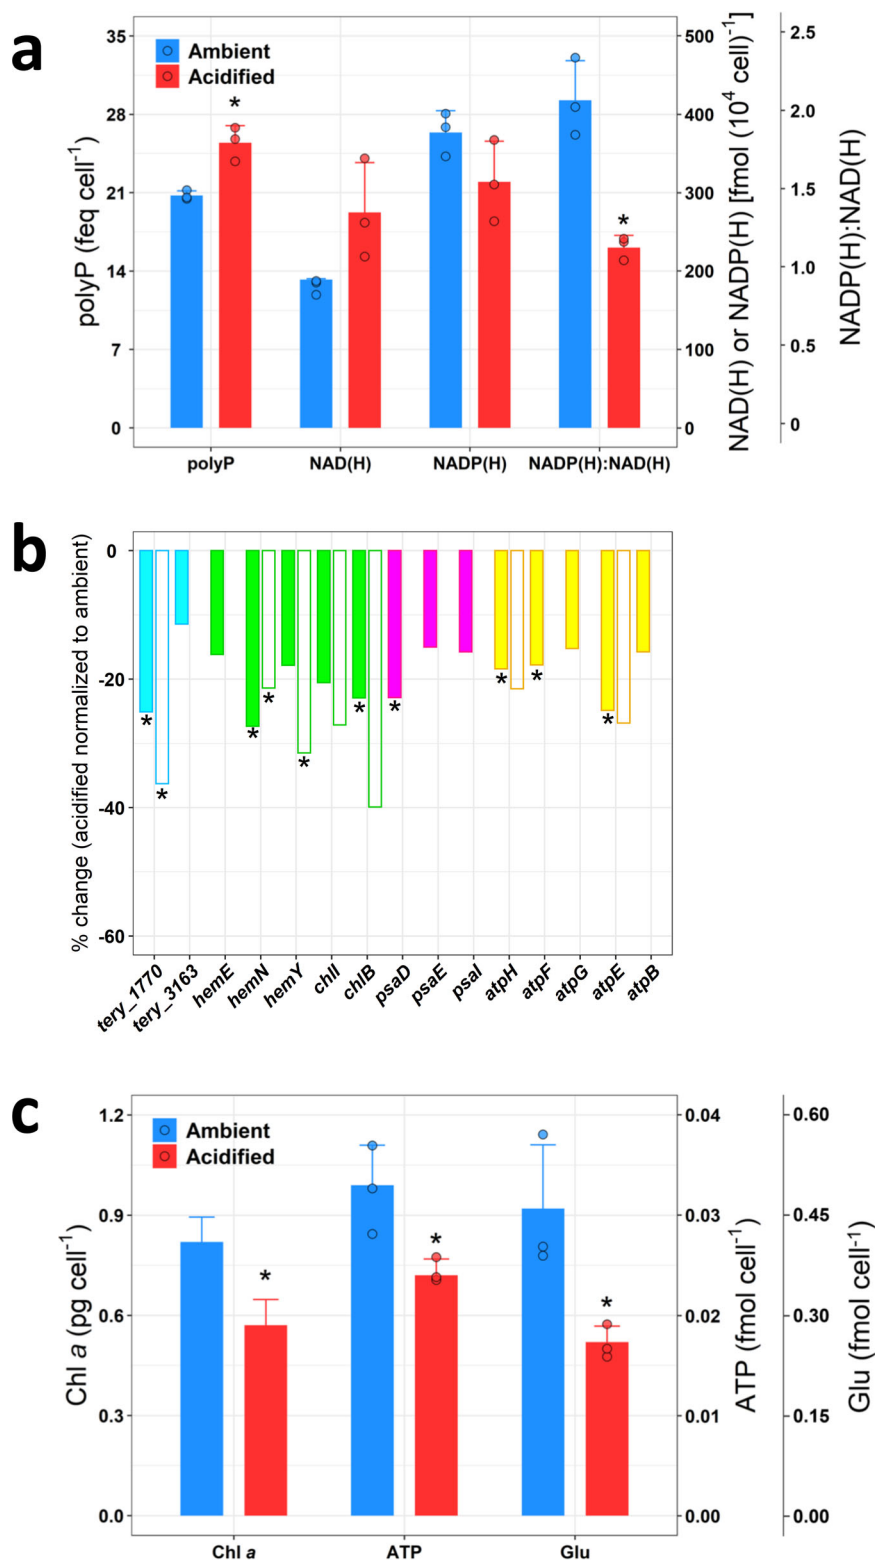 a
Ambient
Acidified
polyP (feq cell⁻¹)
35
28
21
14
7
0
*
*
500
400
300
200
100
0
NAD(H) or NADP(H) [fmol (10⁴ cell)⁻¹]
2.5
2.0
1.5
1.0
0.5
0
NADP(H):NAD(H)
polyP NAD(H) NADP(H) NADP(H):NAD(H)
b
% change (acidified normalized to ambient)
0
-20
-40
-60
* * * * * * * * * *
tery_1770 tery_3163 hemE hemN hemY chlI chlB psaD psaE psaI atpH atpF atpG atpE atpB
c
Ambient
Acidified
Chl a (pg cell⁻¹)
1.2
0.9
0.6
0.3
0.0
* * *
0.04
0.03
0.02
0.01
0.00
ATP (fmol cell⁻¹)
0.60
0.45
0.30
0.15
0.00
Glu (fmol cell⁻¹)
Chl a ATP Glu